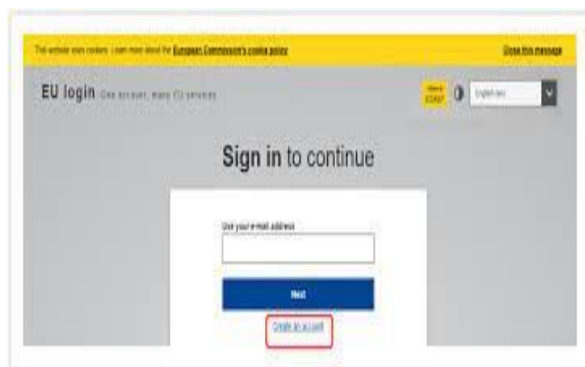 This website uses cookies. Learn more about the European Commission's cookie policy
Close this message
EU login One account, many EU services
English (en)
Sign in to continue
Use your e-mail address
Next
Create an account